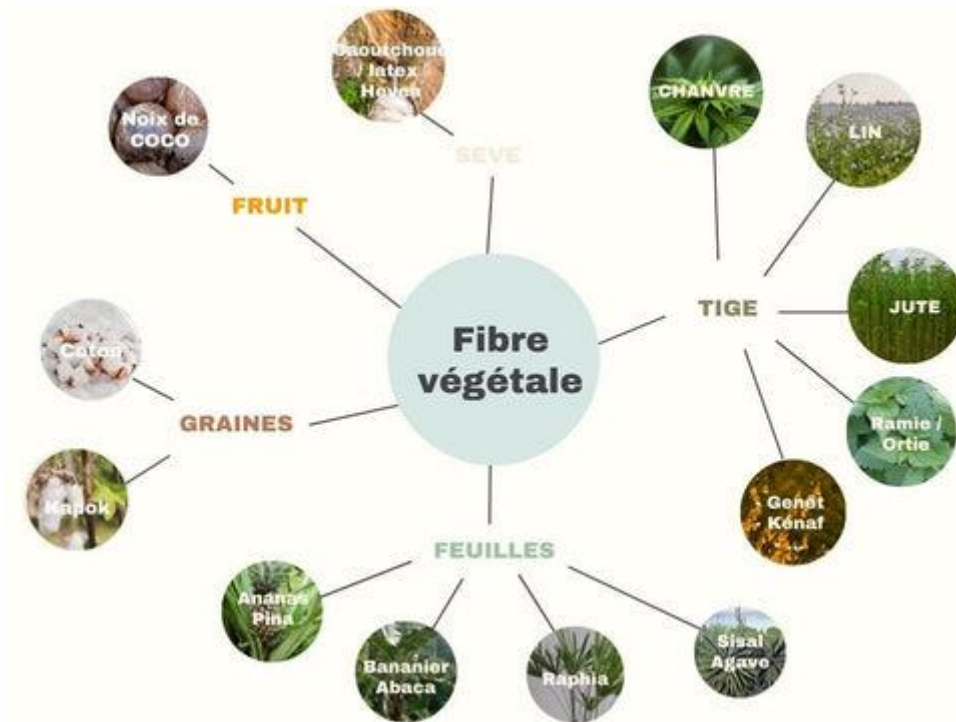 Caoutchouc
/ latex
Hevea
CHANVRE
Noix de
COCO
LIN
SEVE
FRUIT
TIGE
JUTE
Fibre
végétale
Coton
GRAINES
Ramie /
Ortie
Kapok
Genêt
Kénaf
...
FEUILLES
Ananas
Pina
Bananier
Abaca
Raphia
Sisal
Agave